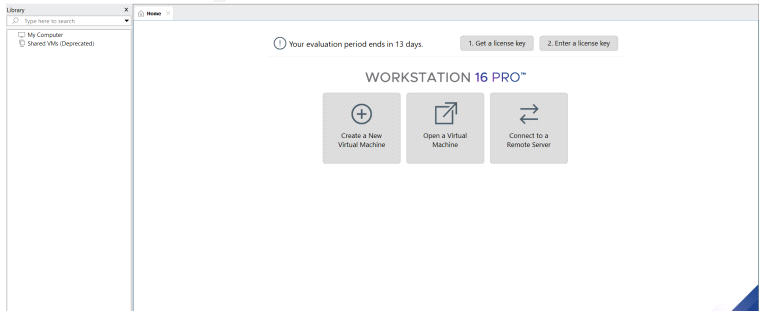 Library x
Type here to search
My Computer
Shared VMs (Deprecated)
Home ×
! Your evaluation period ends in 13 days.
1. Get a license key
2. Enter a license key
WORKSTATION 16 PRO™
Create a New
Virtual Machine
Open a Virtual
Machine
Connect to a
Remote Server